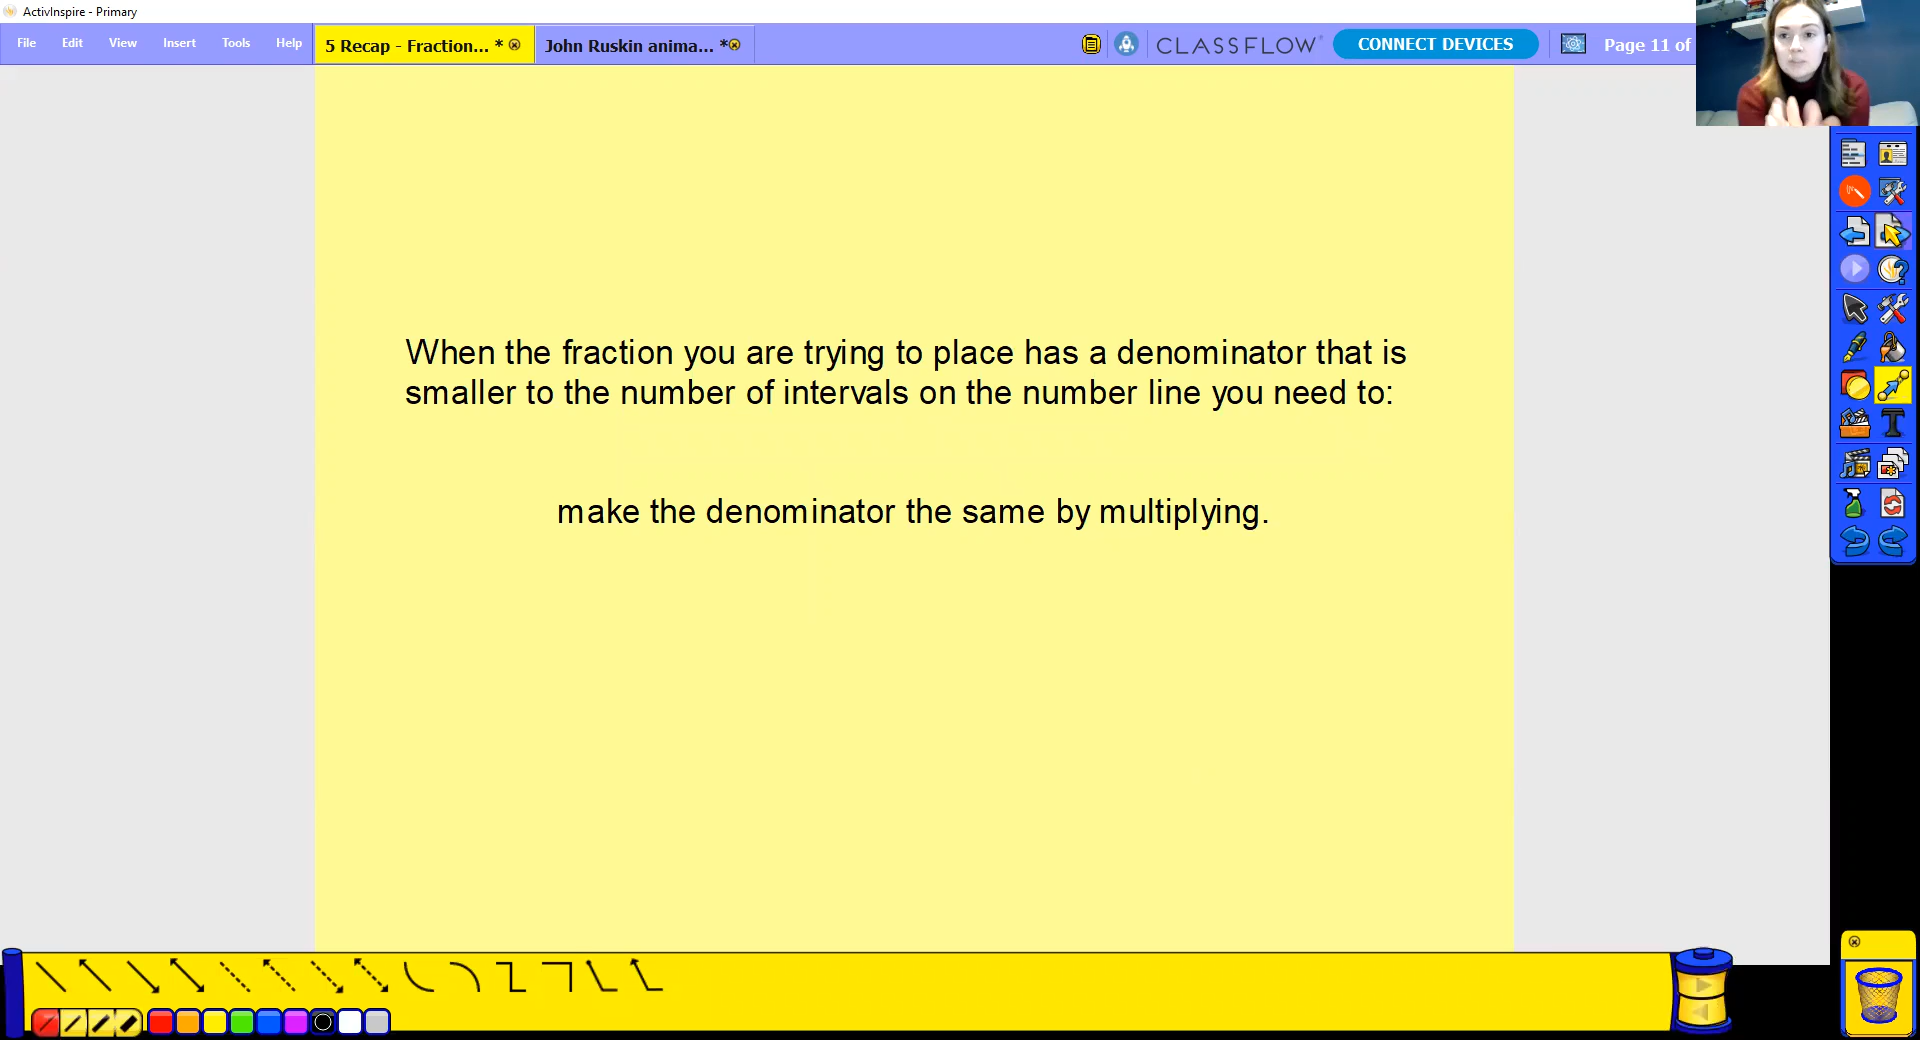 ActivInspire - Primary
File Edit View Insert Tools Help
5 Recap - Fraction... *
John Ruskin anima... *
CLASSFLOW
CONNECT DEVICES
Page 11 of
When the fraction you are trying to place has a denominator that is
smaller to the number of intervals on the number line you need to:
make the denominator the same by multiplying.